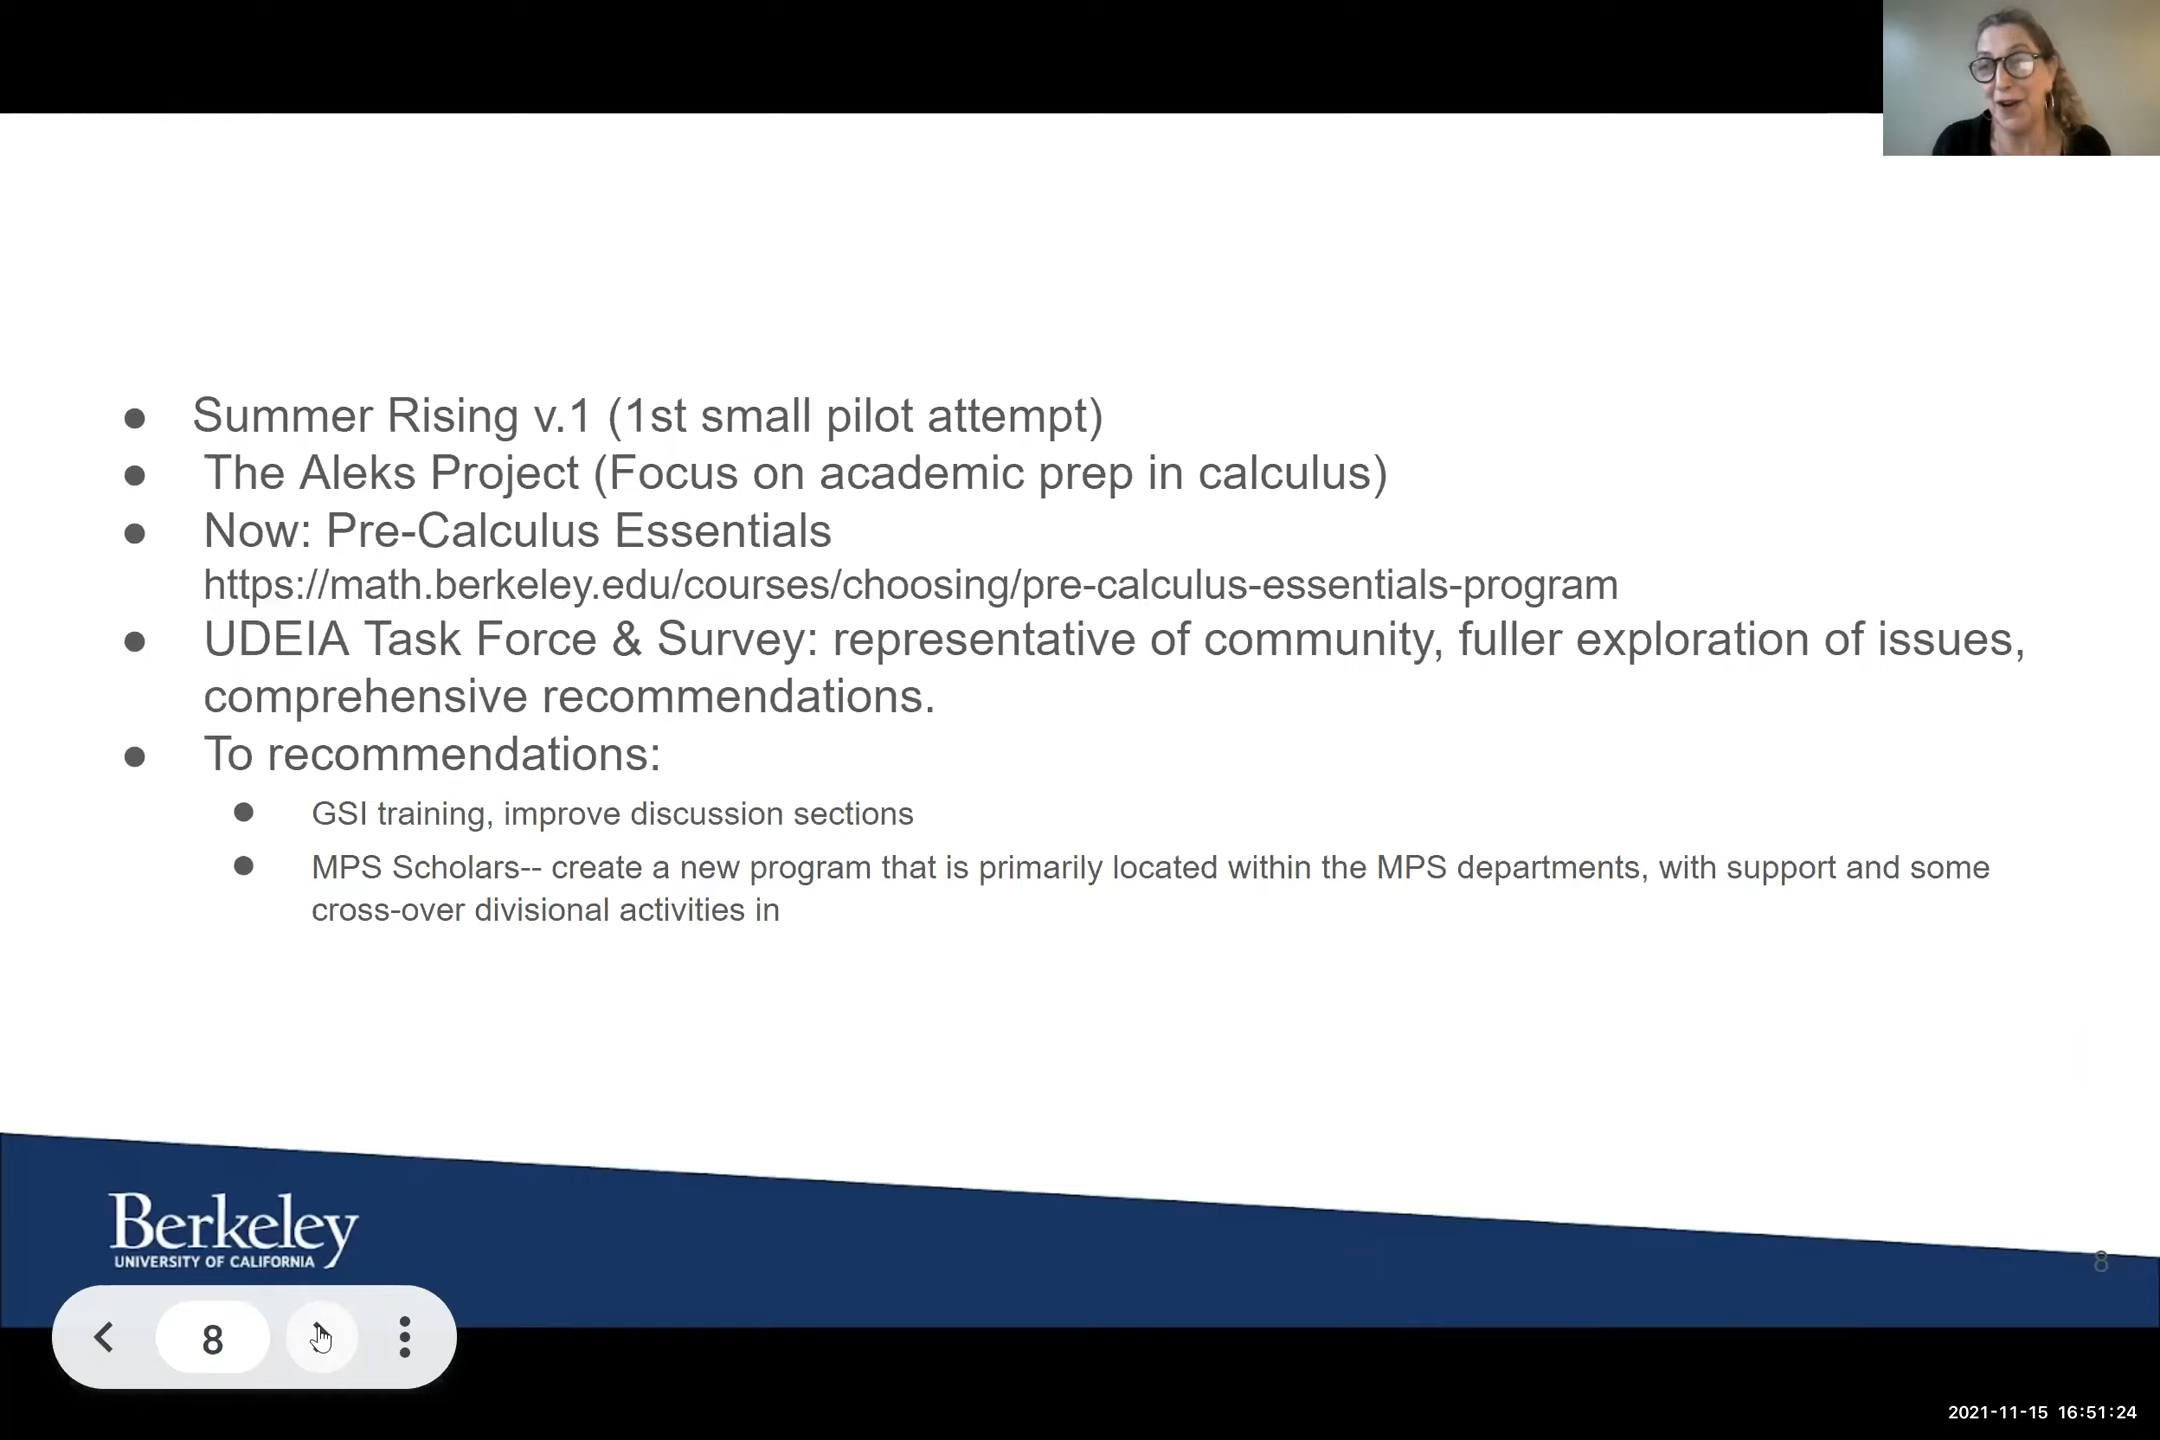 Summer Rising v.1 (1st small pilot attempt)
The Aleks Project (Focus on academic prep in calculus)
Now: Pre-Calculus Essentials
https://math.berkeley.edu/courses/choosing/pre-calculus-essentials-program
UDEIA Task Force & Survey: representative of community, fuller exploration of issues,
comprehensive recommendations.
To recommendations:
GSI training, improve discussion sections
MPS Scholars-- create a new program that is primarily located within the MPS departments, with support and some
cross-over divisional activities in
Berkeley
UNIVERSITY OF CALIFORNIA
8
8
2021-11-15 16:51:24